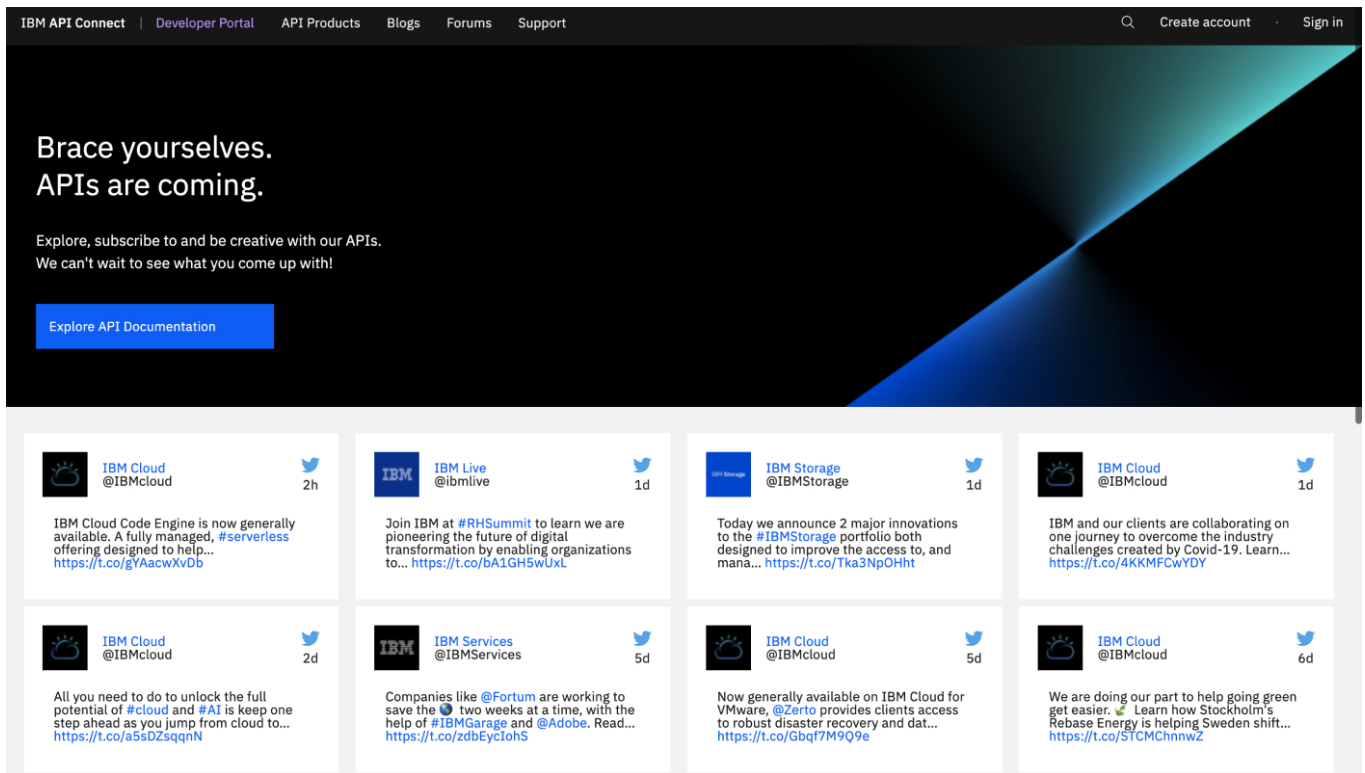 IBM API Connect | Developer Portal API Products Blogs Forums Support Create account · Sign in
Brace yourselves.
APIs are coming.
Explore, subscribe to and be creative with our APIs.
We can't wait to see what you come up with!
Explore API Documentation
IBM Cloud
@IBMcloud
2h
IBM Cloud Code Engine is now generally
available. A fully managed, #serverless
offering designed to help...
https://t.co/gYAacwXvDb
IBM
IBM Live
@ibmlive
1d
Join IBM at #RHSummit to learn we are
pioneering the future of digital
transformation by enabling organizations
to... https://t.co/bA1GH5wUxL
IBM Storage
IBM Storage
@IBMStorage
1d
Today we announce 2 major innovations
to the #IBMStorage portfolio both
designed to improve the access to, and
mana... https://t.co/Tka3NpOHht
IBM Cloud
@IBMcloud
1d
IBM and our clients are collaborating on
one journey to overcome the industry
challenges created by Covid-19. Learn...
https://t.co/4KKMFCwYDY
IBM Cloud
@IBMcloud
2d
All you need to do to unlock the full
potential of #cloud and #AI is keep one
step ahead as you jump from cloud to...
https://t.co/a5sDZsqqnN
IBM
IBM Services
@IBMServices
5d
Companies like @Fortum are working to
save the 🌎 two weeks at a time, with the
help of #IBMGarage and @Adobe. Read...
https://t.co/zdbEycIohS
IBM Cloud
@IBMcloud
5d
Now generally available on IBM Cloud for
VMware, @Zerto provides clients access
to robust disaster recovery and dat...
https://t.co/Gbqf7M9Q9e
IBM Cloud
@IBMcloud
6d
We are doing our part to help going green
get easier. 🍃 Learn how Stockholm's
Rebase Energy is helping Sweden shift...
https://t.co/STCMChnnwZ